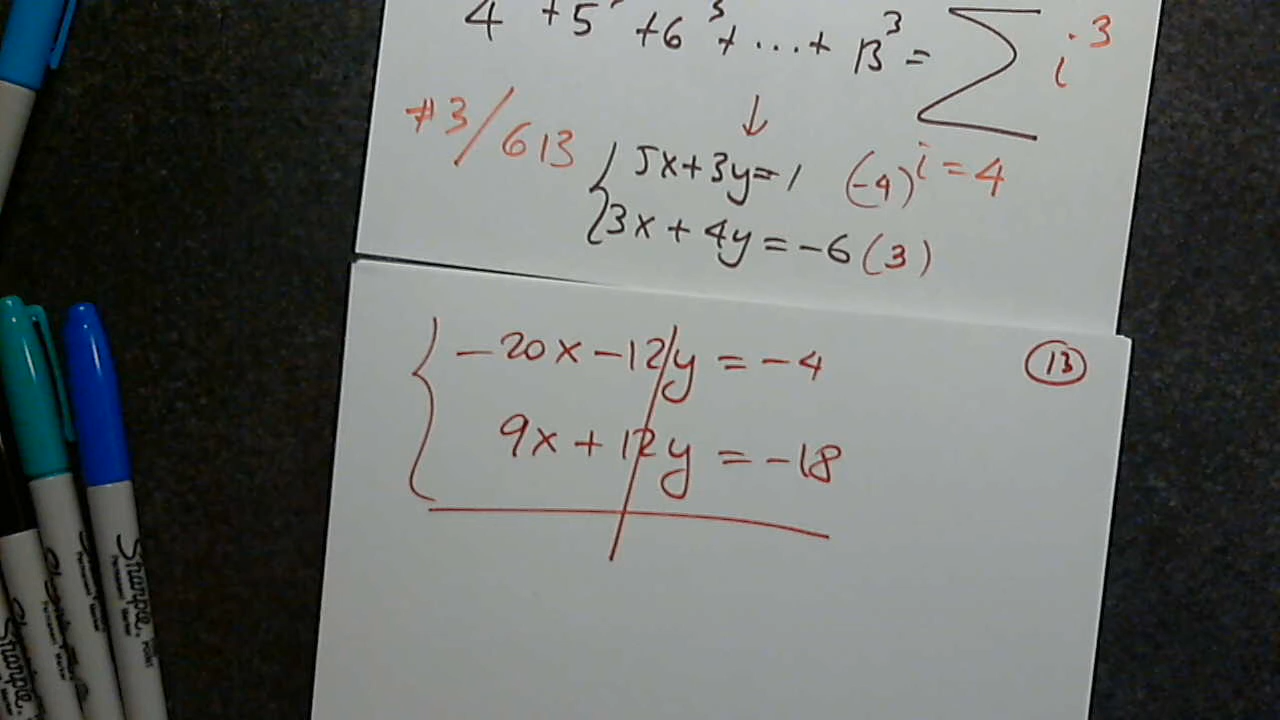 4 +5 +6³+ ...+ 13³ = ∑ i³
i = 4
#3/613
↓
{ 5x+3y=1 (-4)
3x + 4y = -6 (3)
13
{ -20x -12y = -4
9x + 12y = -18
Sharpie
Sharpie
Sharpie.